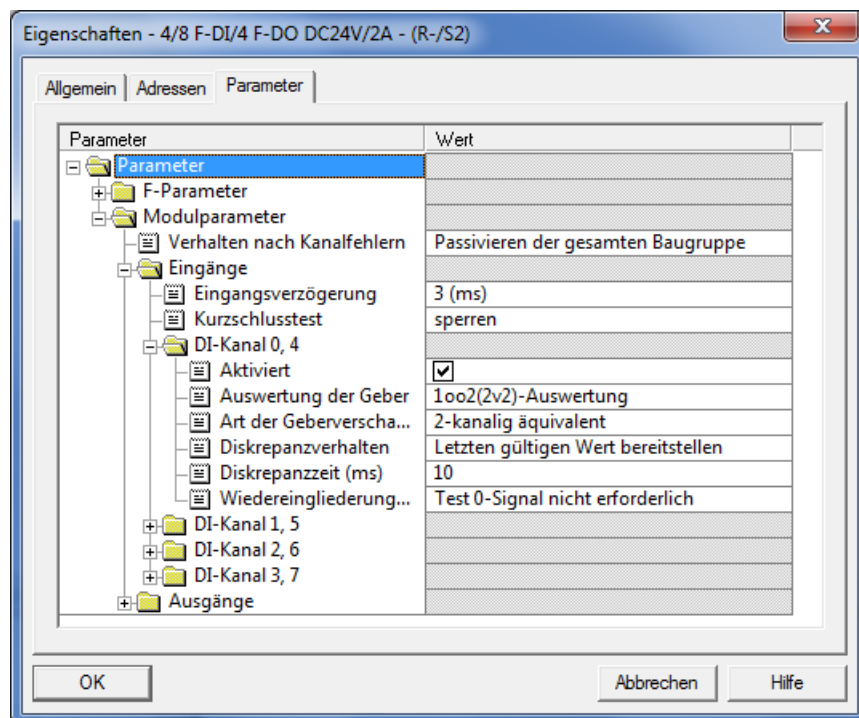 Eigenschaften - 4/8 F-DI/4 F-DO DC24V/2A - (R-/S2)
Allgemein Adressen Parameter
Parameter Wert
Parameter
F-Parameter
Modulparameter
Verhalten nach Kanalfehlern Passivieren der gesamten Baugruppe
Eingänge
Eingangsverzögerung 3 (ms)
Kurzschlusstest sperren
DI-Kanal 0, 4
Aktiviert
Auswertung der Geber 1oo2(2v2)-Auswertung
Art der Geberverscha... 2-kanalig äquivalent
Diskrepanzverhalten Letzten gültigen Wert bereitstellen
Diskrepanzzeit (ms) 10
Wiedereingliederung... Test 0-Signal nicht erforderlich
DI-Kanal 1, 5
DI-Kanal 2, 6
DI-Kanal 3, 7
Ausgänge
OK Abbrechen Hilfe